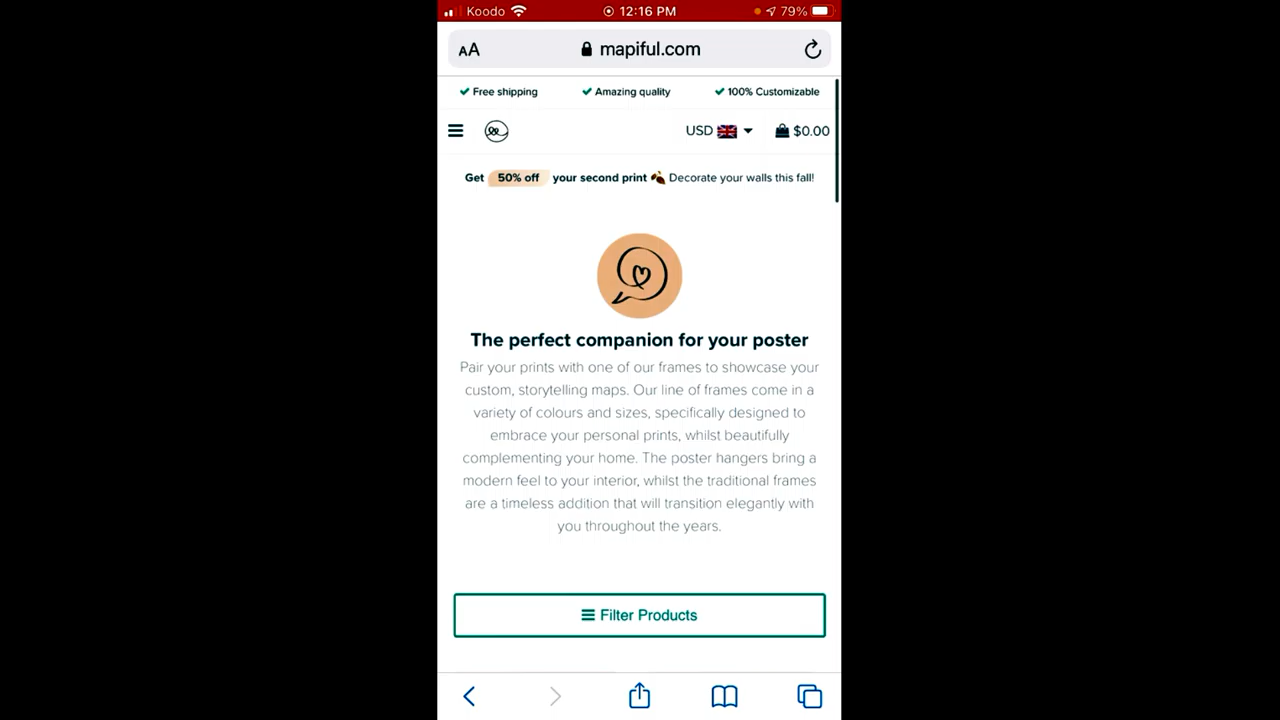 Koodo 12:16 PM 79%
AA mapiful.com
Free shipping Amazing quality 100% Customizable
USD $0.00
Get 50% off your second print Decorate your walls this fall!
The perfect companion for your poster
Pair your prints with one of our frames to showcase your
custom, storytelling maps. Our line of frames come in a
variety of colours and sizes, specifically designed to
embrace your personal prints, whilst beautifully
complementing your home. The poster hangers bring a
modern feel to your interior, whilst the traditional frames
are a timeless addition that will transition elegantly with
you throughout the years.
Filter Products